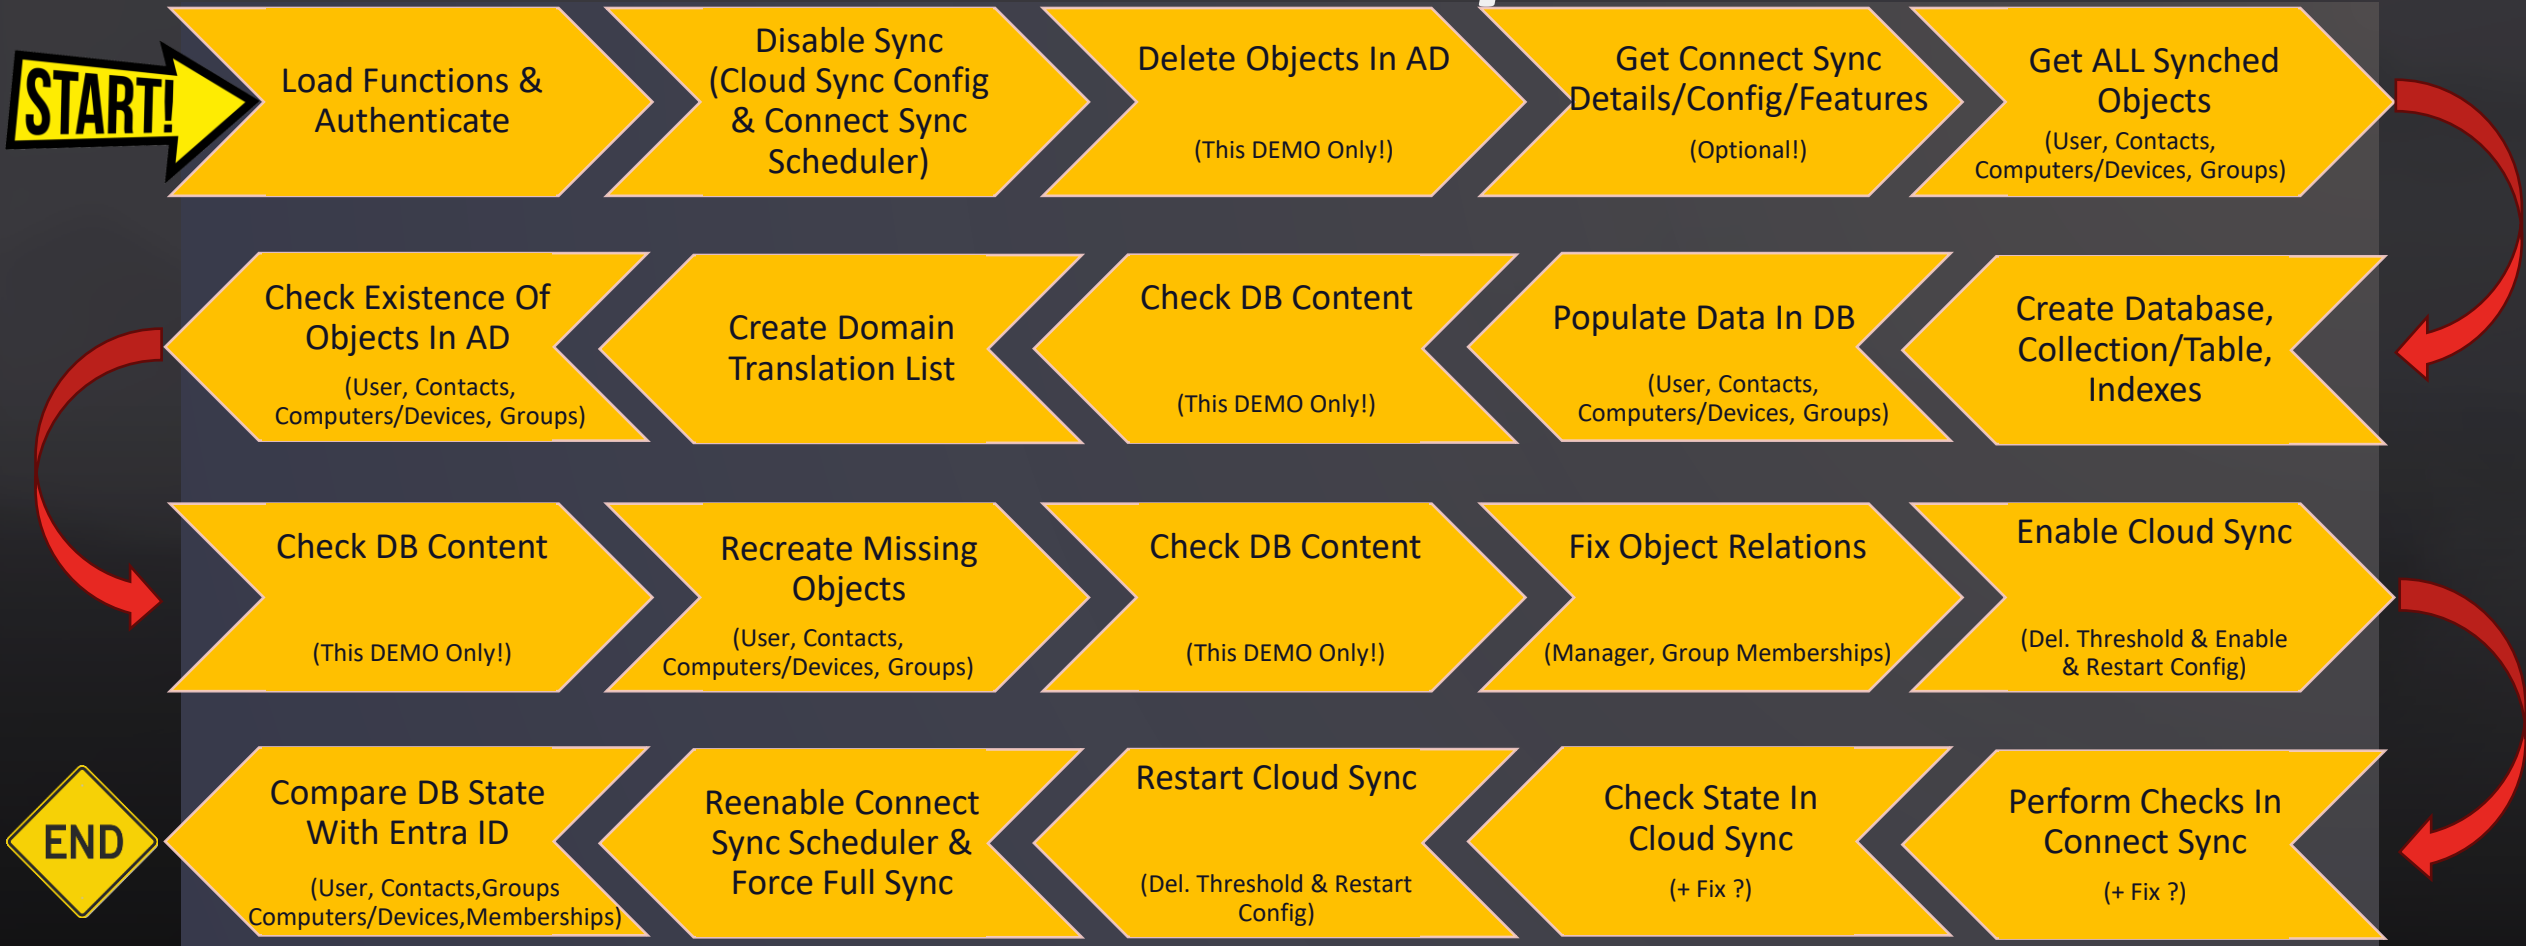 START!
Load Functions &
Authenticate
Disable Sync
(Cloud Sync Config
& Connect Sync
Scheduler)
Delete Objects In AD
(This DEMO Only!)
Get Connect Sync
Details/Config/Features
(Optional!)
Get ALL Synched
Objects
(User, Contacts,
Computers/Devices, Groups)
Create Database,
Collection/Table,
Indexes
Populate Data In DB
(User, Contacts,
Computers/Devices, Groups)
Check DB Content
(This DEMO Only!)
Create Domain
Translation List
Check Existence Of
Objects In AD
(User, Contacts,
Computers/Devices, Groups)
Check DB Content
(This DEMO Only!)
Recreate Missing
Objects
(User, Contacts,
Computers/Devices, Groups)
Check DB Content
(This DEMO Only!)
Fix Object Relations
(Manager, Group Memberships)
Enable Cloud Sync
(Del. Threshold & Enable
& Restart Config)
Perform Checks In
Connect Sync
(+ Fix ?)
Check State In
Cloud Sync
(+ Fix ?)
Restart Cloud Sync
(Del. Threshold & Restart
Config)
Reenable Connect
Sync Scheduler &
Force Full Sync
Compare DB State
With Entra ID
(User, Contacts,Groups
Computers/Devices,Memberships)
END